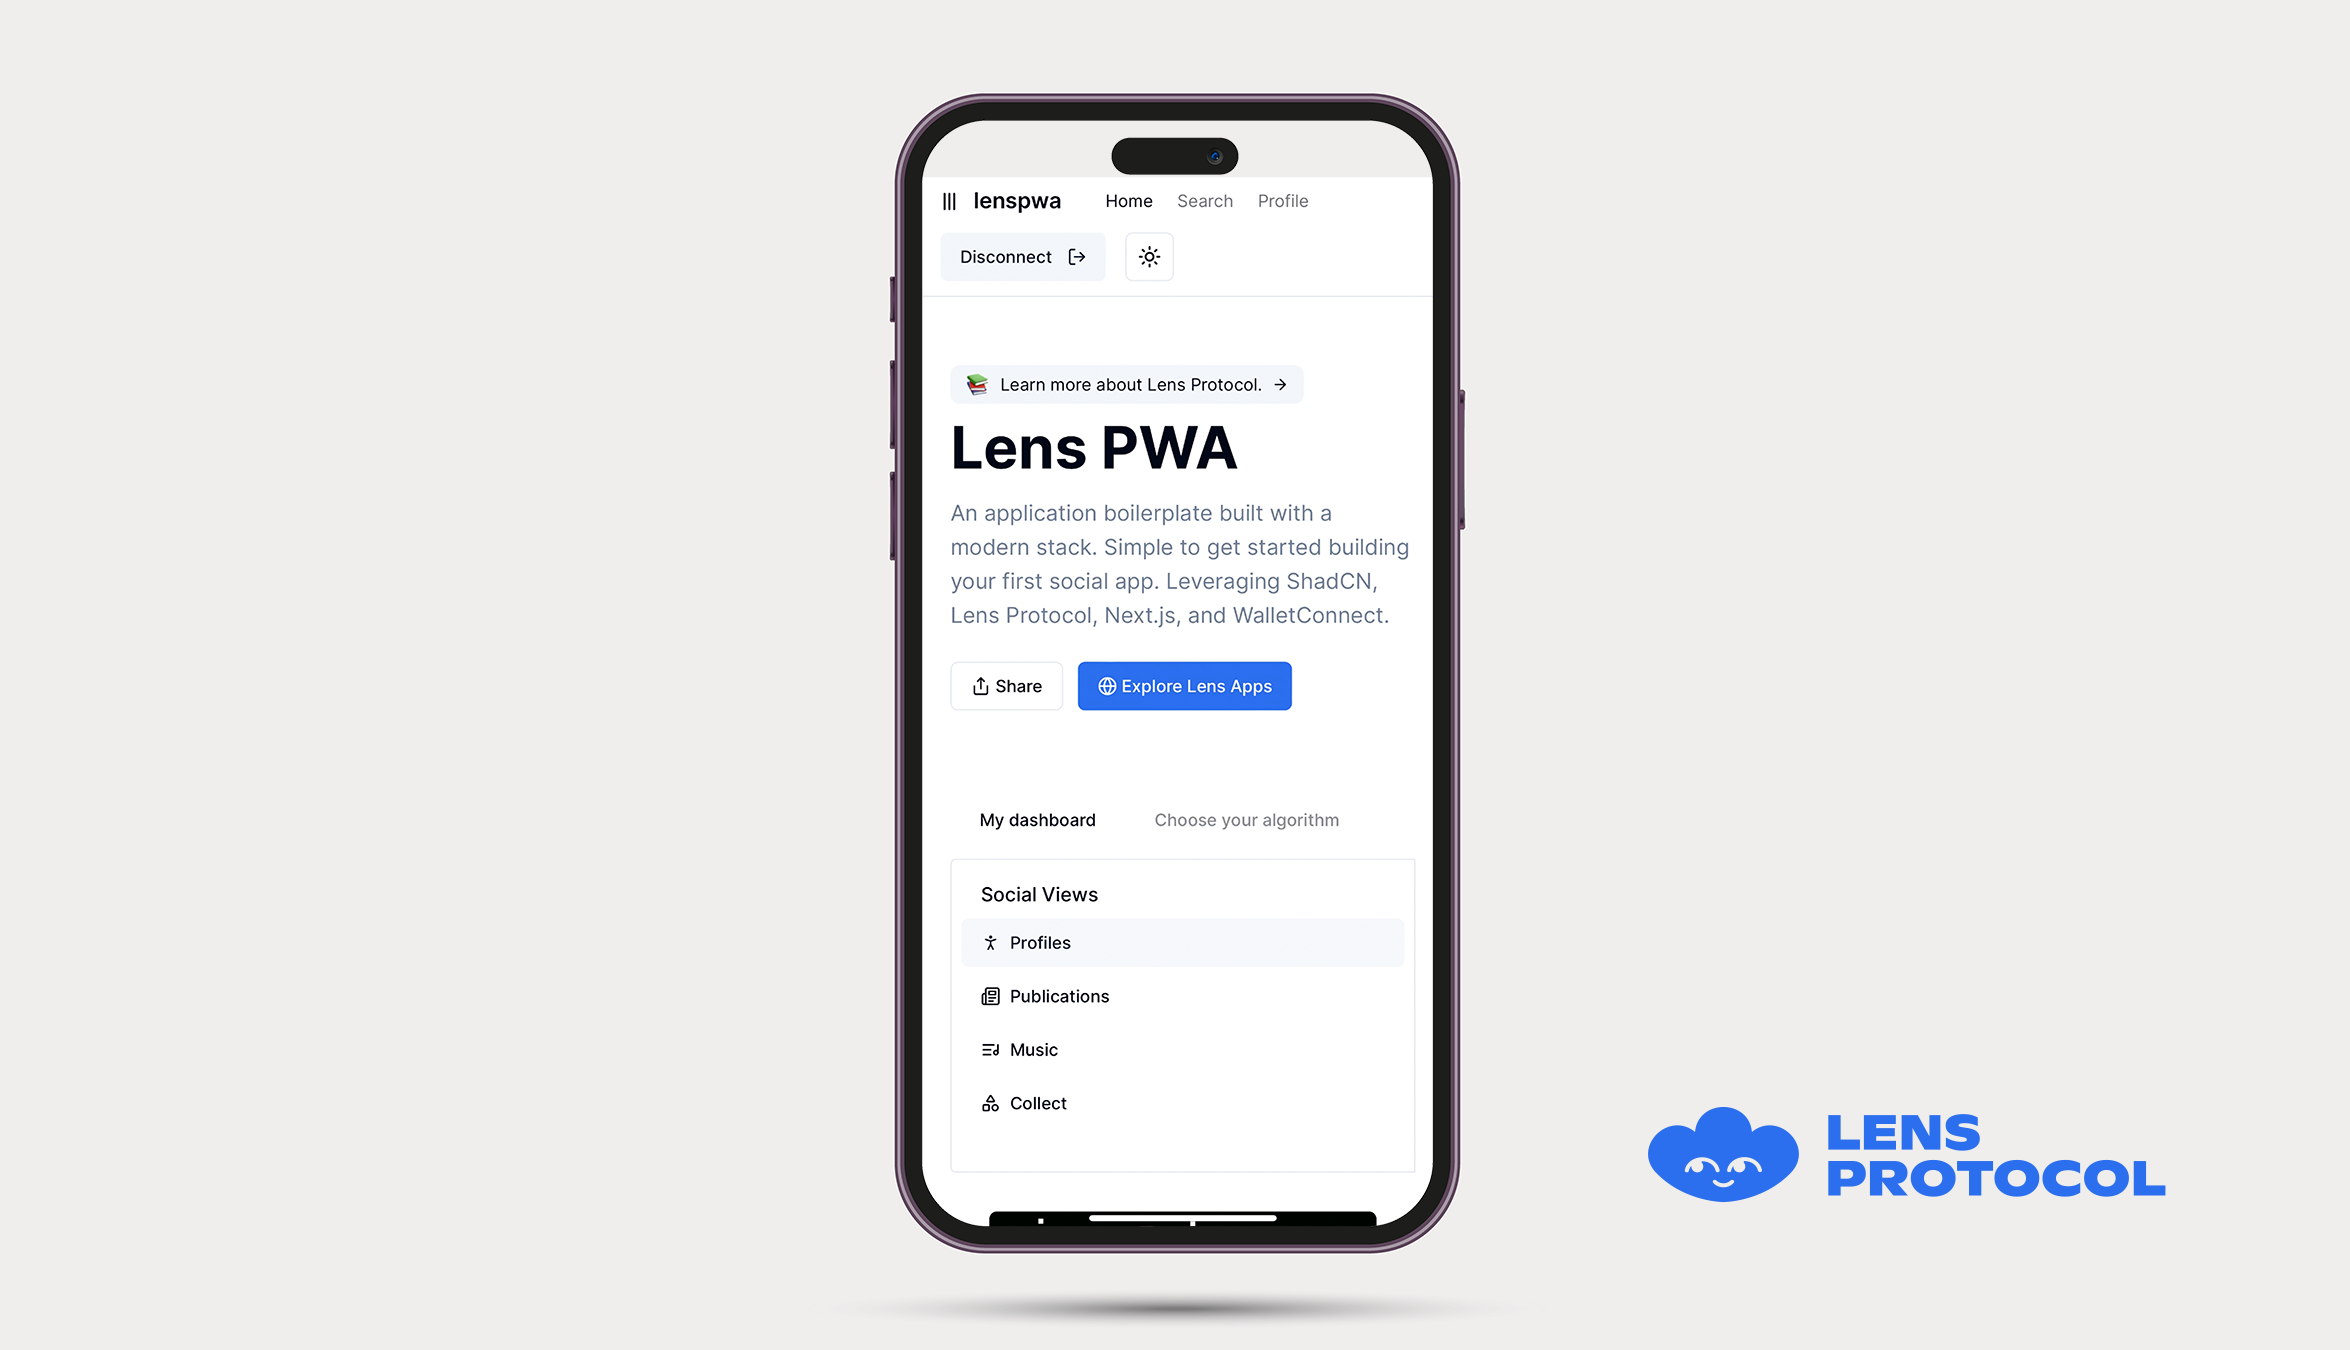 lenspwa Home Search Profile
Disconnect
Learn more about Lens Protocol.
Lens PWA
An application boilerplate built with a
modern stack. Simple to get started building
your first social app. Leveraging ShadCN,
Lens Protocol, Next.js, and WalletConnect.
Share Explore Lens Apps
My dashboard Choose your algorithm
Social Views
Profiles
Publications
Music
Collect
LENS
PROTOCOL